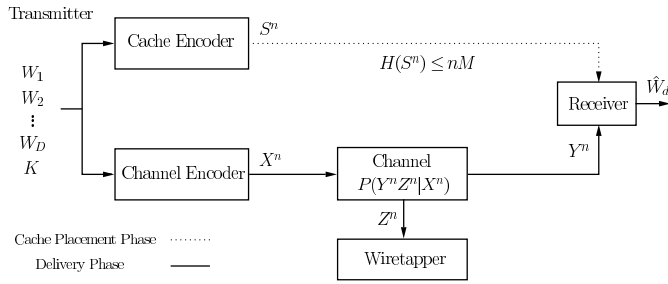 Transmitter
W_1
W_2
⋮
W_D
K
Cache Encoder
S^n
H(S^n) ≤ nM
Receiver
Ŵ_d
Channel Encoder
X^n
Channel
P(Y^n Z^n|X^n)
Y^n
Z^n
Wiretapper
Cache Placement Phase
Delivery Phase